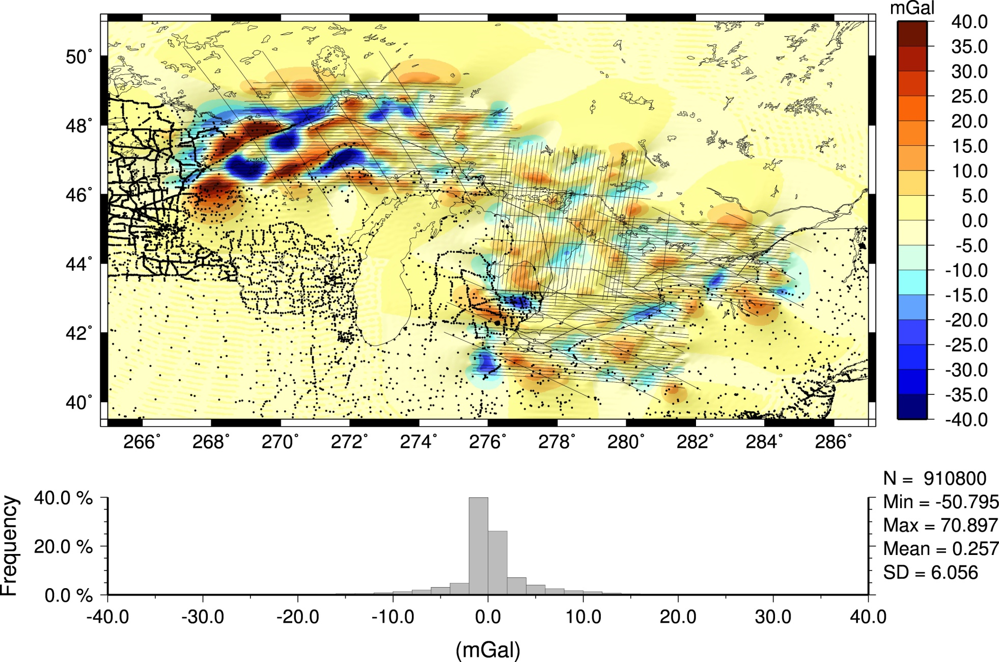 mGal
40.0
35.0
30.0
25.0
20.0
15.0
10.0
5.0
0.0
-5.0
-10.0
-15.0
-20.0
-25.0
-30.0
-35.0
-40.0
50°
48°
46°
44°
42°
40°
266° 268° 270° 272° 274° 276° 278° 280° 282° 284° 286°
N = 910800
Min = -50.795
Max = 70.897
Mean = 0.257
SD = 6.056
Frequency
40.0 %
20.0 %
0.0 %
-40.0 -30.0 -20.0 -10.0 0.0 10.0 20.0 30.0 40.0
(mGal)